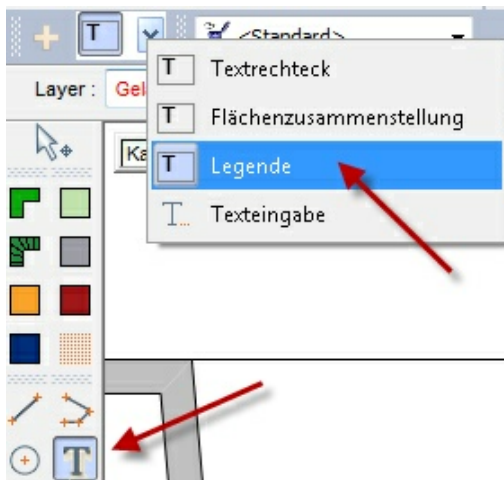 T
<Standard>
Layer :
T Textrechteck
T Flächenzusammenstellung
T Legende
T... Texteingabe
T